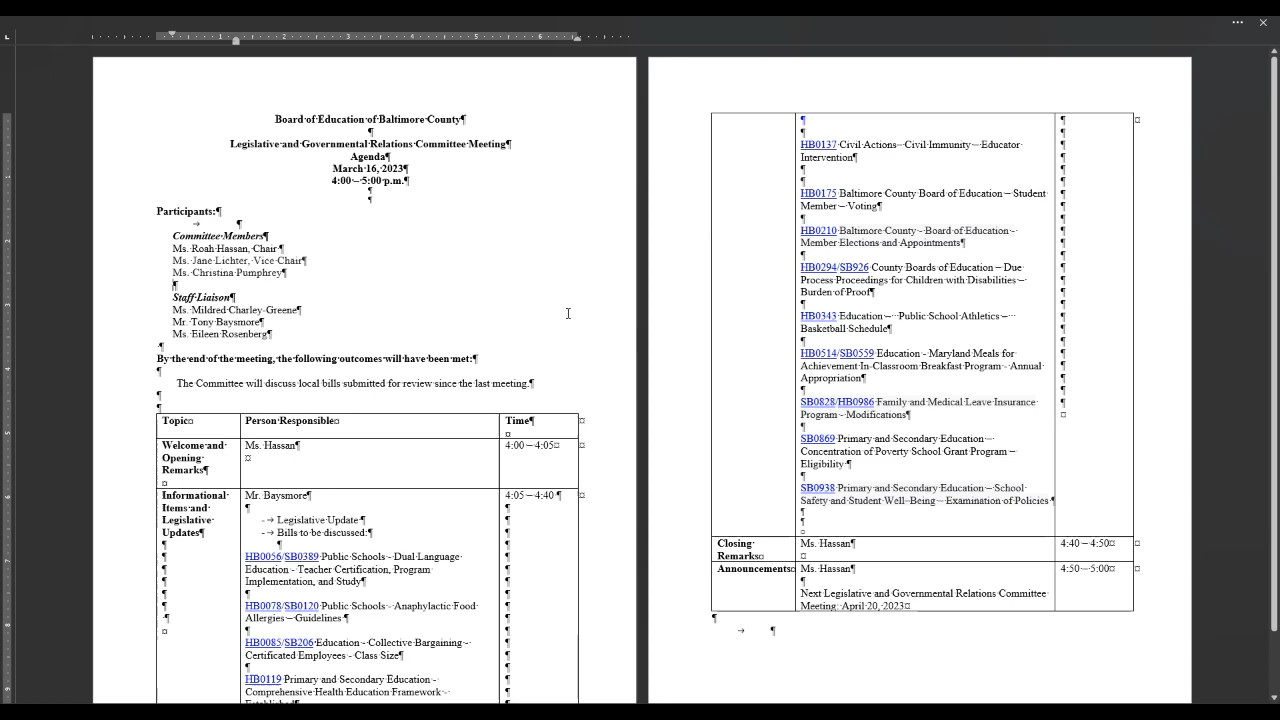 Board of Education of Baltimore County
Legislative and Governmental Relations Committee Meeting
Agenda
March 16, 2023
4:00 – 5:00 p.m.
Participants:
Committee Members
Ms. Roah Hassan, Chair
Ms. Jane Lichter, Vice Chair
Ms. Christina Pumphrey
Staff Liaison
Ms. Mildred Charley-Greene
Mr. Tony Baysmore
Ms. Eileen Rosenberg
By the end of the meeting, the following outcomes will have been met:
The Committee will discuss local bills submitted for review since the last meeting.
Topic Person Responsible Time
Welcome and Ms. Hassan 4:00 – 4:05
Opening
Remarks
Informational Mr. Baysmore 4:05 – 4:40
Items and
Legislative - Legislative Update
Updates - Bills to be discussed:
HB0056/SB0389 Public Schools - Dual Language
Education - Teacher Certification, Program
Implementation, and Study
HB0078/SB0120 Public Schools – Anaphylactic Food
Allergies – Guidelines
HB0085/SB206 Education - Collective Bargaining -
Certificated Employees - Class Size
HB0119 Primary and Secondary Education -
Comprehensive Health Education Framework -
Established
HB0137 Civil Actions – Civil Immunity – Educator
Intervention
HB0175 Baltimore County Board of Education – Student
Member – Voting
HB0210 Baltimore County - Board of Education -
Member Elections and Appointments
HB0294/SB926 County Boards of Education – Due
Process Proceedings for Children with Disabilities –
Burden of Proof
HB0343 Education – Public School Athletics –
Basketball Schedule
HB0514/SB0559 Education - Maryland Meals for
Achievement In-Classroom Breakfast Program - Annual
Appropriation
SB0828/HB0986 Family and Medical Leave Insurance
Program - Modifications
SB0869 Primary and Secondary Education –
Concentration of Poverty School Grant Program –
Eligibility
SB0938 Primary and Secondary Education – School
Safety and Student Well–Being – Examination of Policies
Closing Ms. Hassan 4:40 – 4:50
Remarks
Announcements Ms. Hassan 4:50 – 5:00
Next Legislative and Governmental Relations Committee
Meeting: April 20, 2023